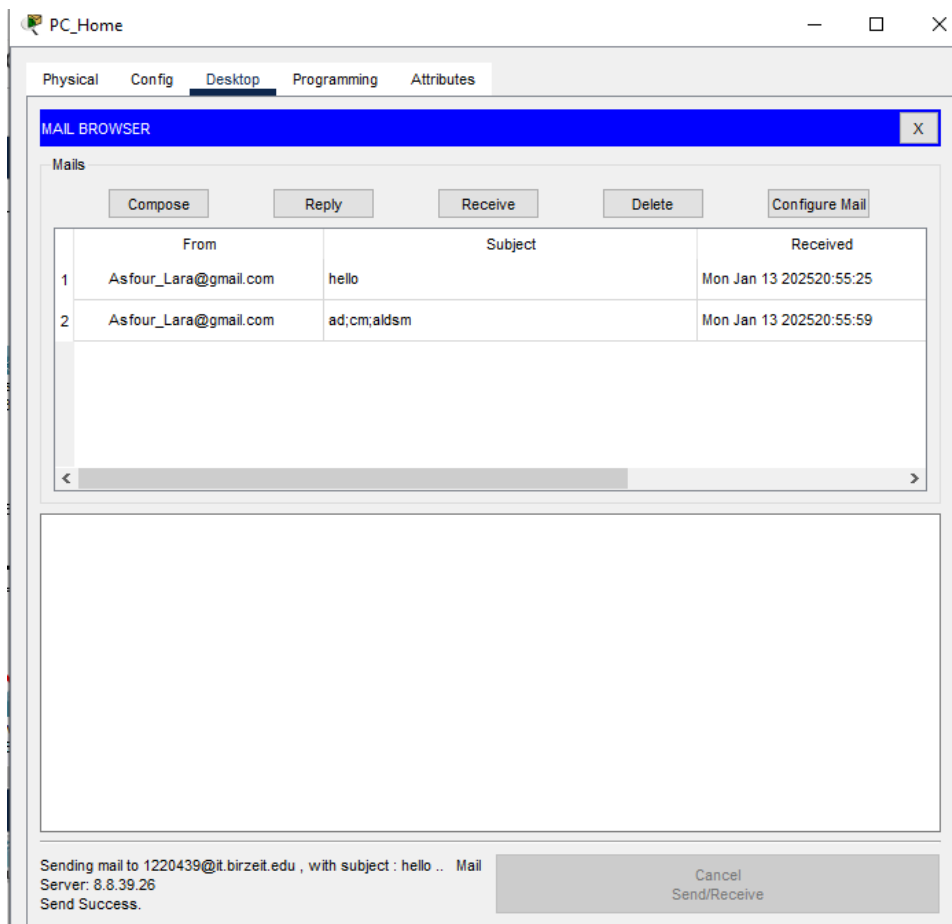 PC_Home
Physical Config Desktop Programming Attributes
MAIL BROWSER X
Mails
Compose Reply Receive Delete Configure Mail
From Subject Received
1 Asfour_Lara@gmail.com hello Mon Jan 13 202520:55:25
2 Asfour_Lara@gmail.com ad;cm;aldsm Mon Jan 13 202520:55:59
Sending mail to 1220439@it.birzeit.edu , with subject : hello .. Mail
Server: 8.8.39.26
Send Success.
Cancel
Send/Receive